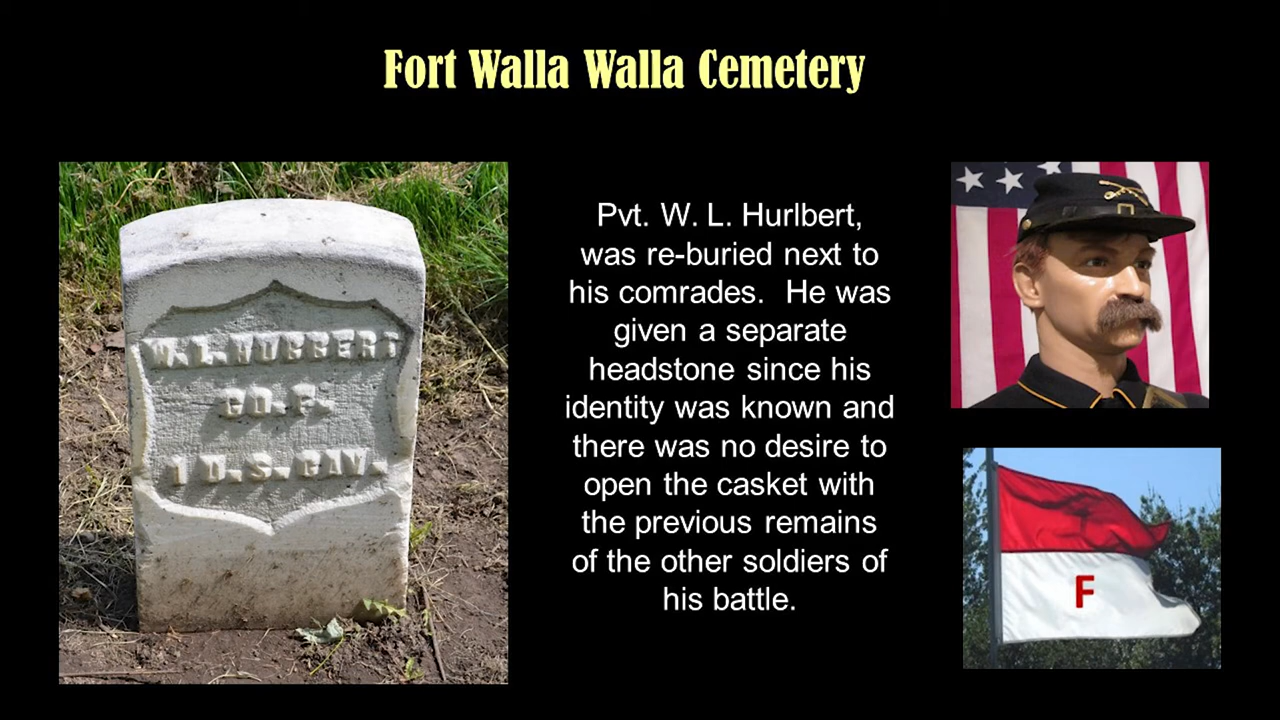 Fort Walla Walla Cemetery
W. L. HUBBERT
CO. F.
1 U.S. CAV.
Pvt. W. L. Hurlbert,
was re-buried next to
his comrades. He was
given a separate
headstone since his
identity was known and
there was no desire to
open the casket with
the previous remains
of the other soldiers of
his battle.
F